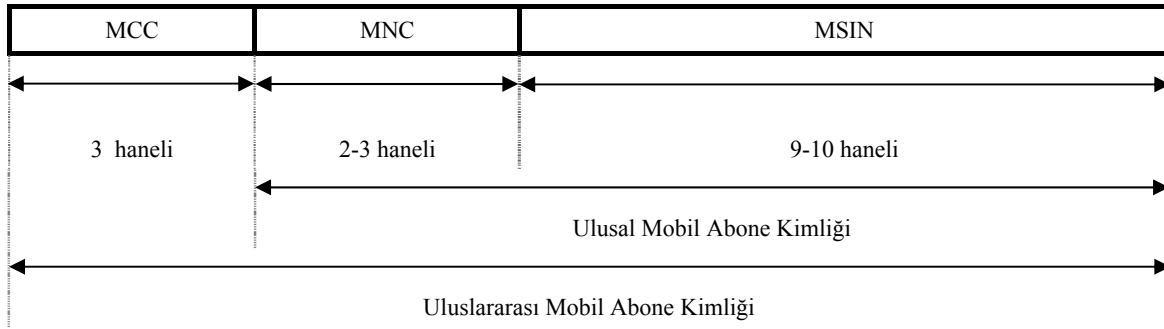 MCC MNC MSIN
3 haneli 2-3 haneli 9-10 haneli
Ulusal Mobil Abone Kimliği
Uluslararası Mobil Abone Kimliği